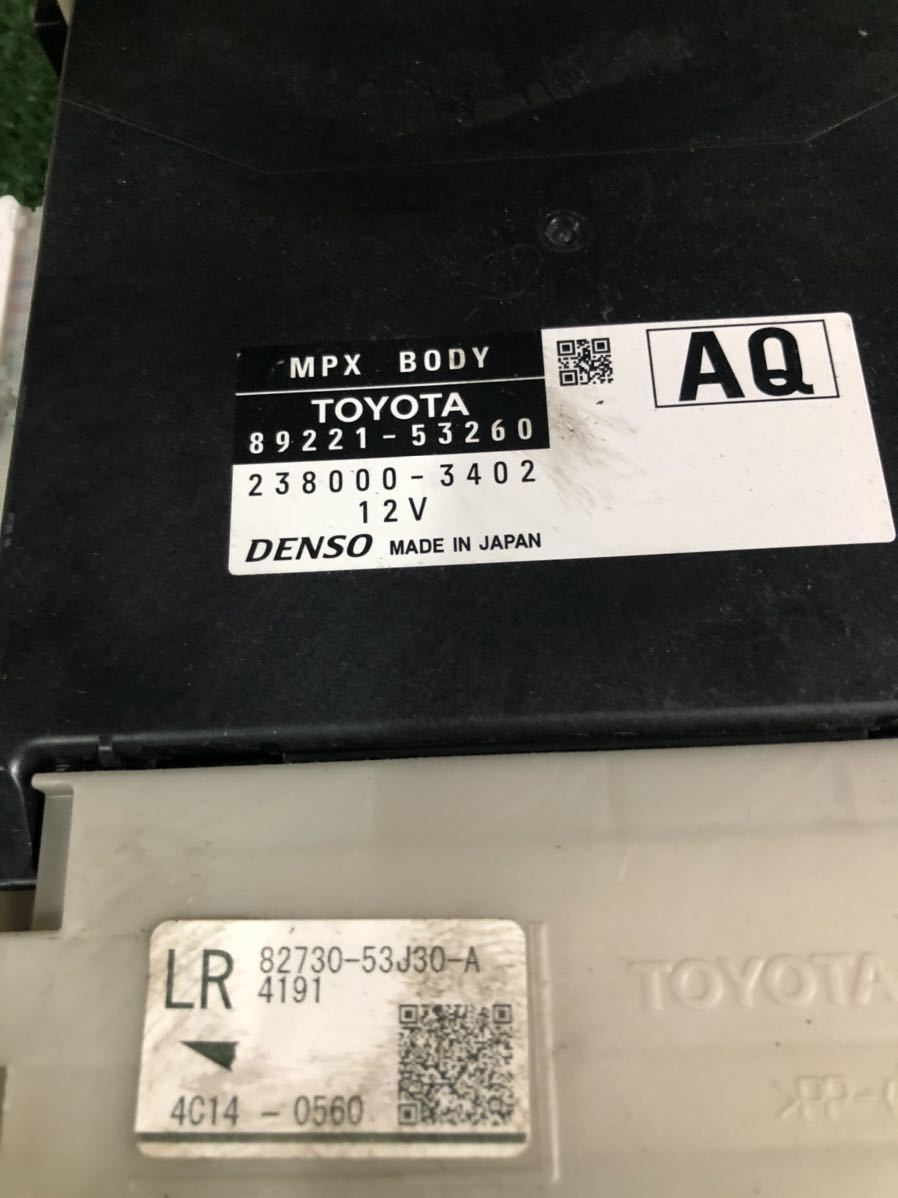 MPX BODY
TOYOTA
89221-53260
238000-3402
12V
DENSO MADE IN JAPAN
AQ
LR
82730-53J30-A
4191
4C14 - 0560
TOYOTA